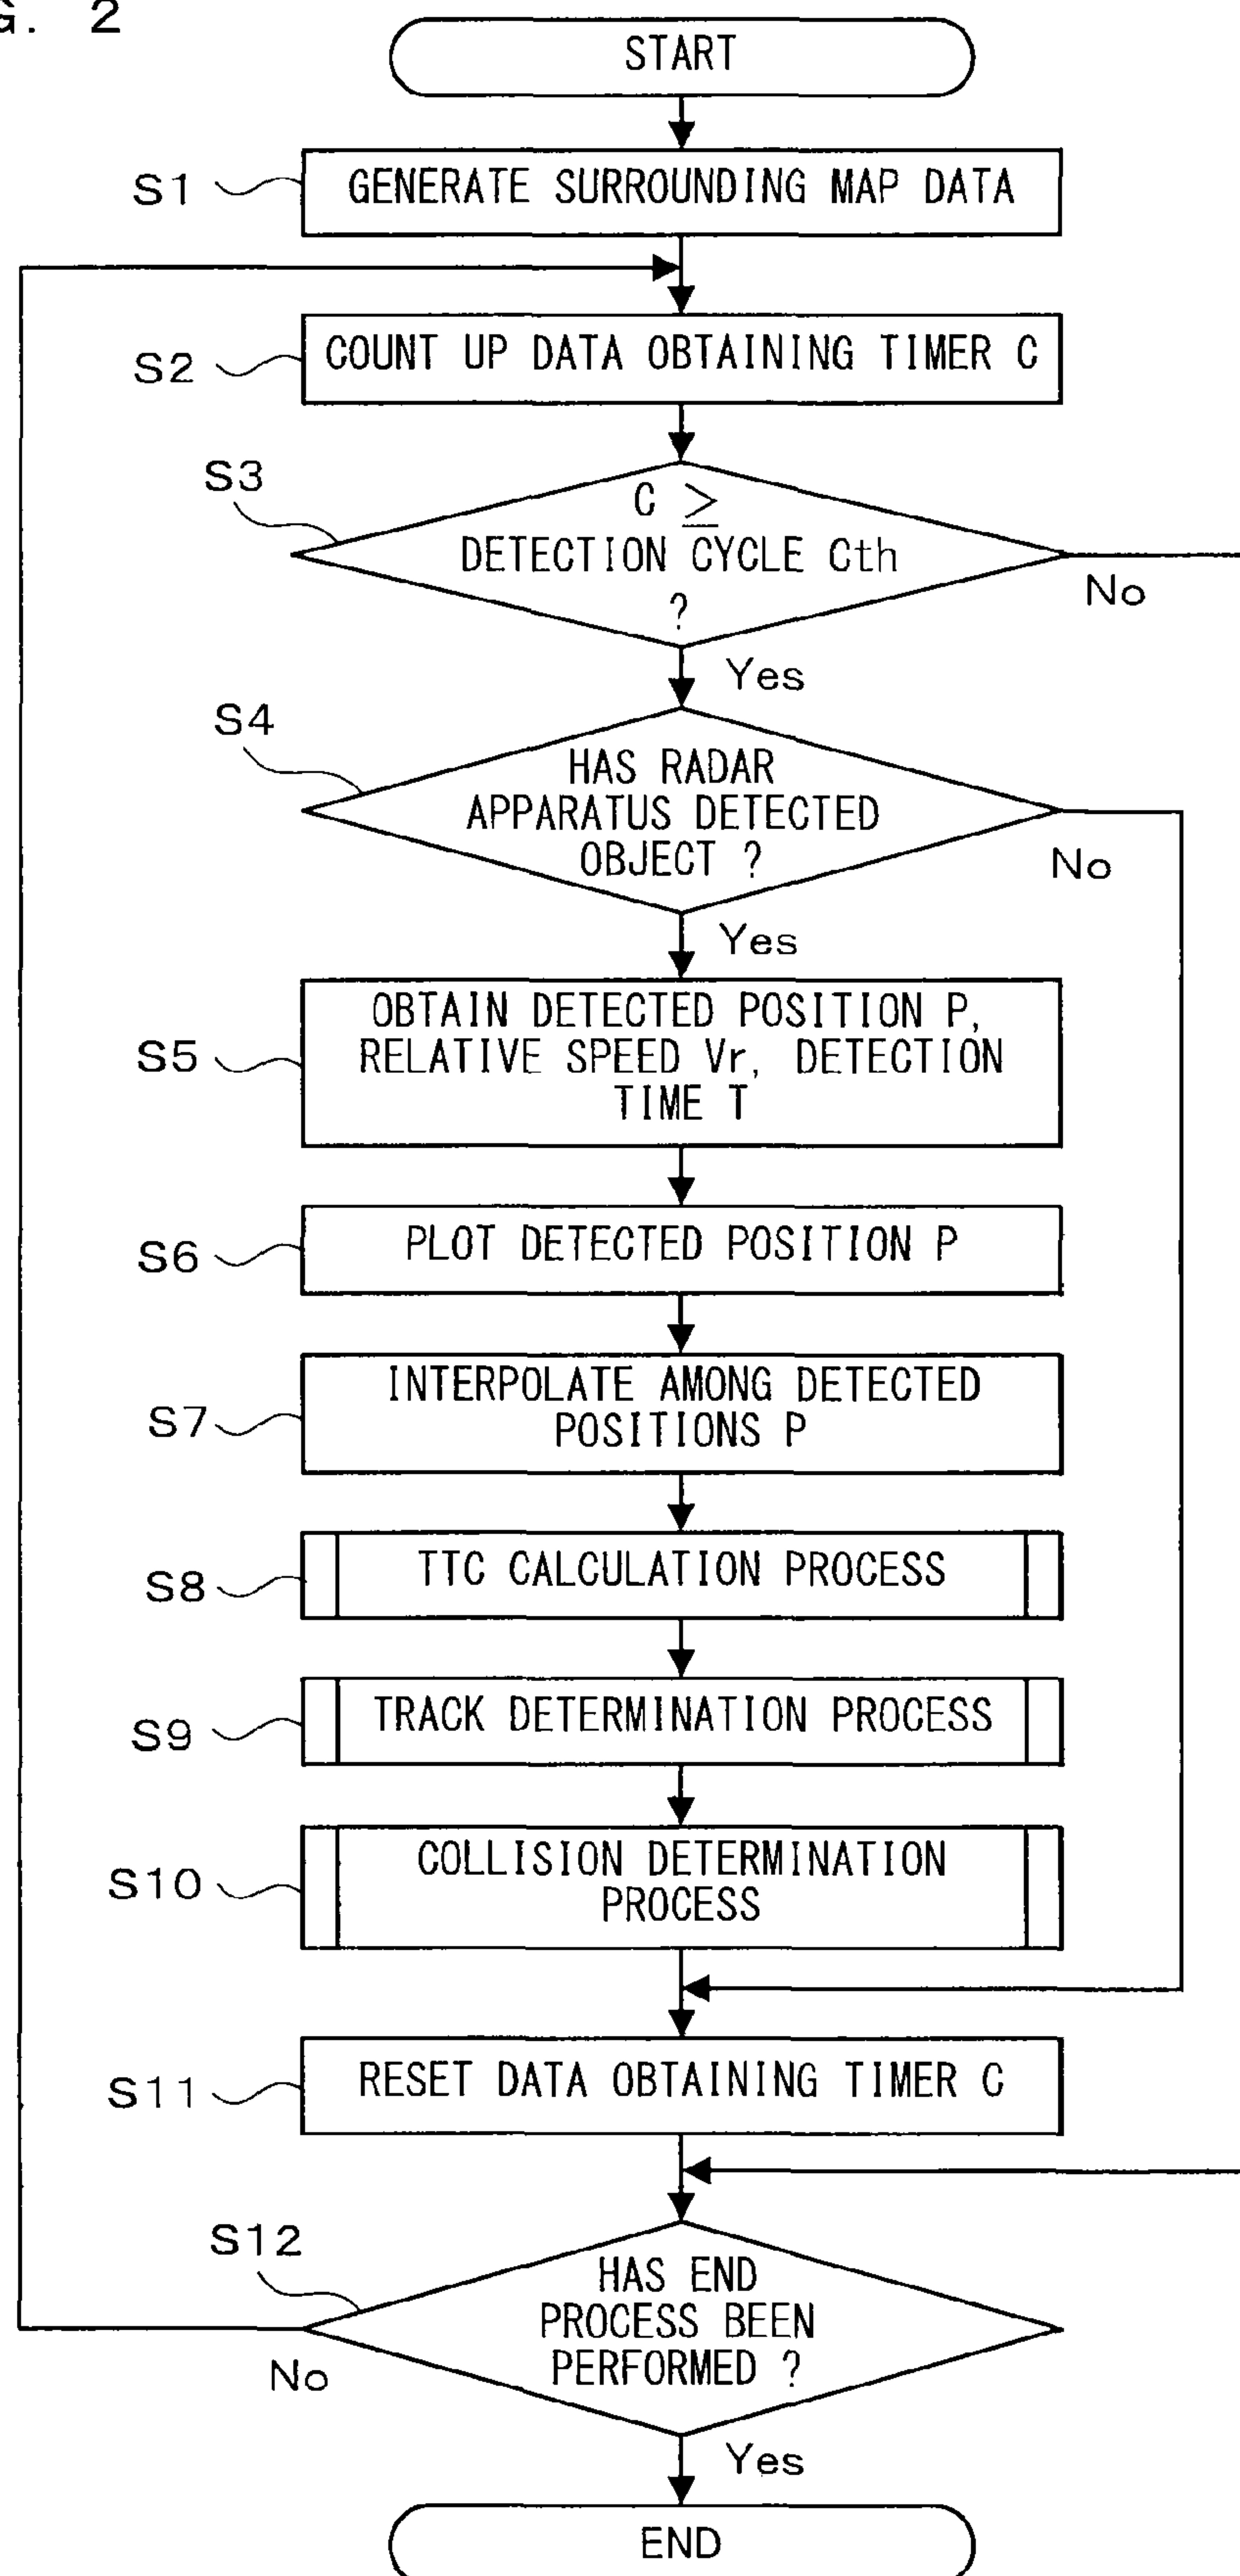 G. 2
START
S1
GENERATE SURROUNDING MAP DATA
S2
COUNT UP DATA OBTAINING TIMER C
S3
C ≥
DETECTION CYCLE Cth
?
No
Yes
S4
HAS RADAR
APPARATUS DETECTED
OBJECT ?
No
Yes
S5
OBTAIN DETECTED POSITION P,
RELATIVE SPEED Vr, DETECTION
TIME T
S6
PLOT DETECTED POSITION P
S7
INTERPOLATE AMONG DETECTED
POSITIONS P
S8
TTC CALCULATION PROCESS
S9
TRACK DETERMINATION PROCESS
S10
COLLISION DETERMINATION
PROCESS
S11
RESET DATA OBTAINING TIMER C
S12
HAS END
PROCESS BEEN
PERFORMED ?
No
Yes
END